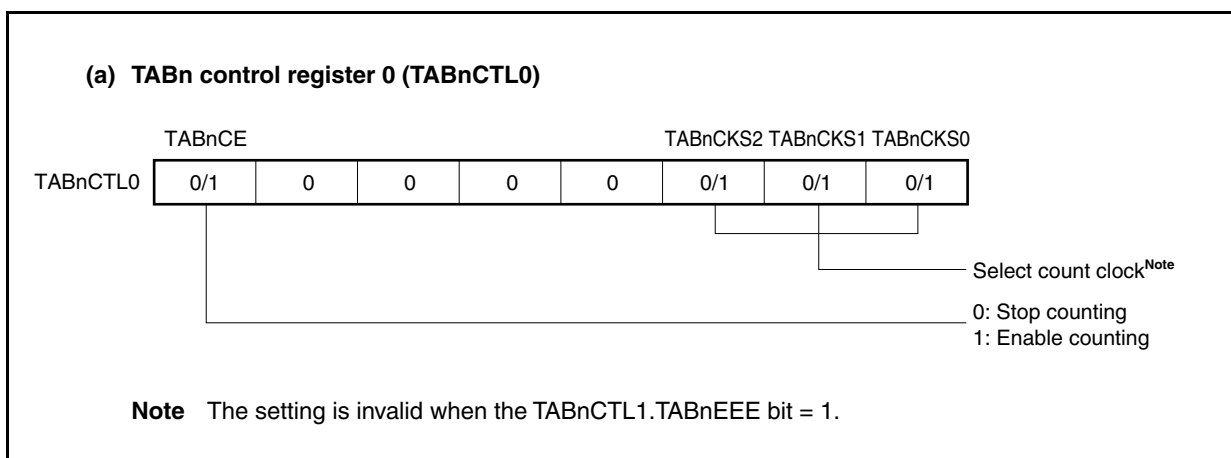 (a) TABn control register 0 (TABnCTL0)
TABnCE TABnCKS2 TABnCKS1 TABnCKS0
TABnCTL0 0/1 0 0 0 0 0/1 0/1 0/1
Select count clockNote
0: Stop counting
1: Enable counting
Note The setting is invalid when the TABnCTL1.TABnEEE bit = 1.